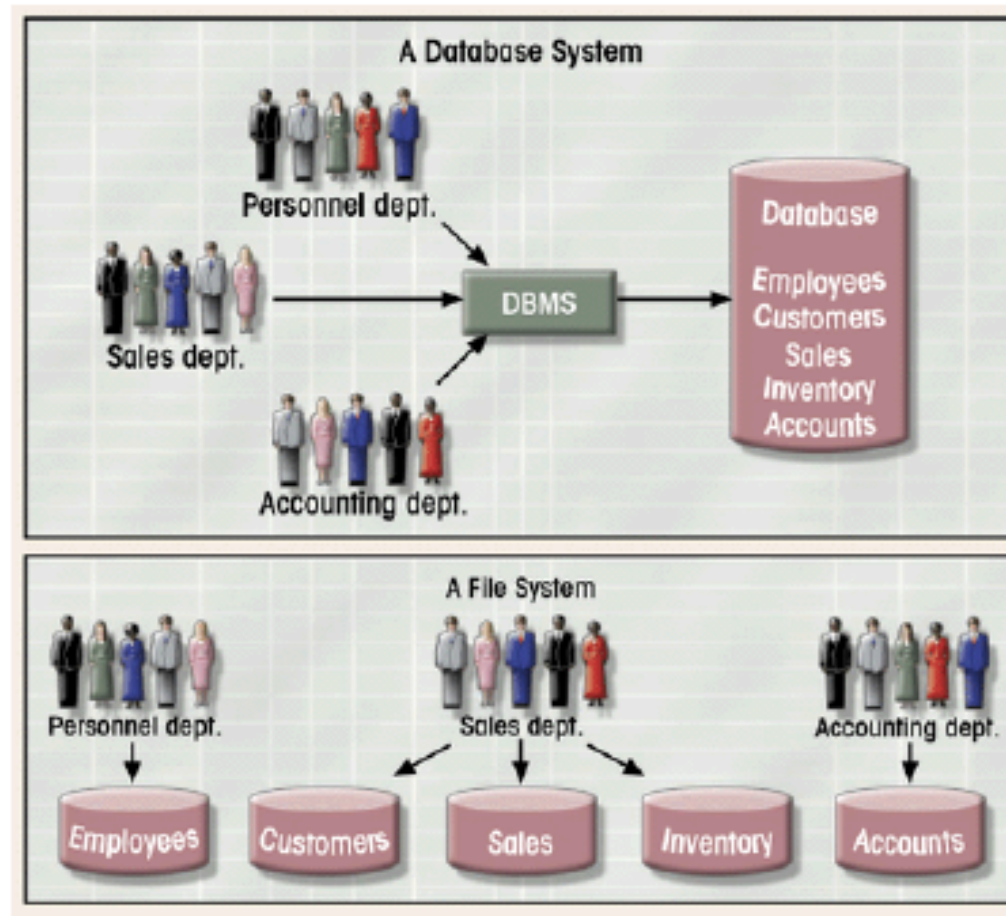 A Database System
Personnel dept.
Sales dept.
Accounting dept.
DBMS
Database
Employees
Customers
Sales
Inventory
Accounts
A File System
Personnel dept.
Sales dept.
Accounting dept.
Employees
Customers
Sales
Inventory
Accounts